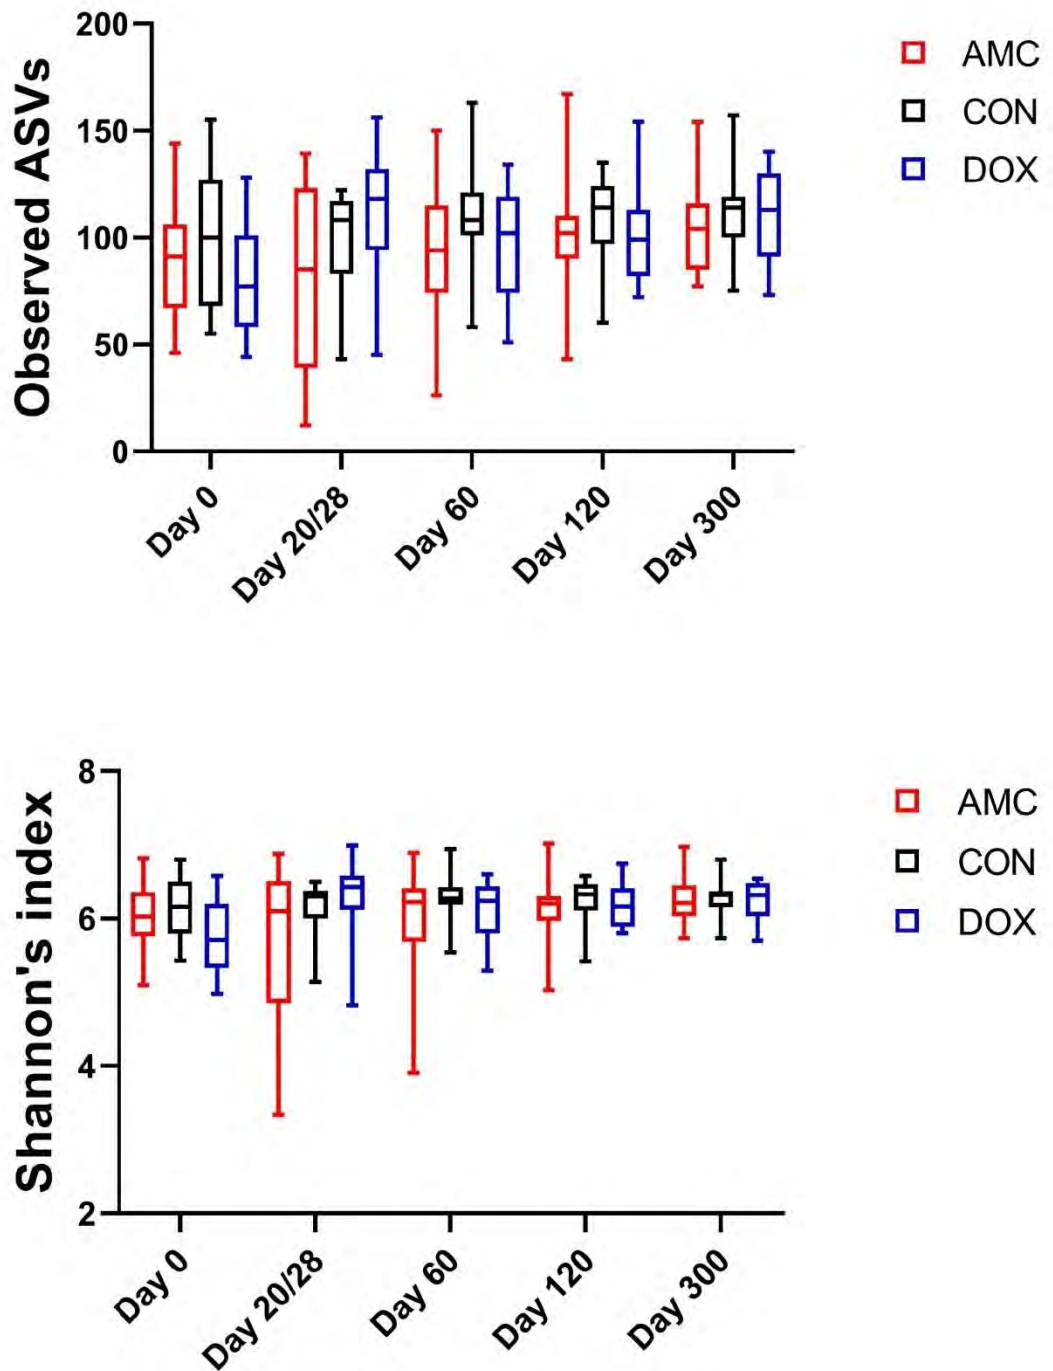 Observed ASVs
200
150
100
50
0
Day 0
Day 20/28
Day 60
Day 120
Day 300
AMC
CON
DOX
Shannon's index
8
6
4
2
Day 0
Day 20/28
Day 60
Day 120
Day 300
AMC
CON
DOX